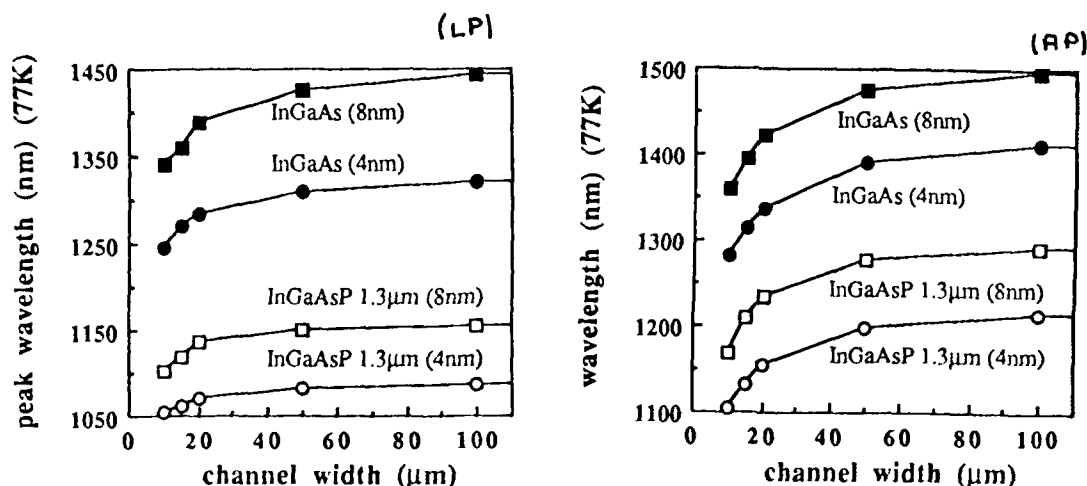 (LP)
peak wavelength (nm) (77K)
1450
1350
1250
1150
1050
InGaAs (8nm)
InGaAs (4nm)
InGaAsP 1.3µm (8nm)
InGaAsP 1.3µm (4nm)
0 20 40 60 80 100
channel width (µm)
(AP)
wavelength (nm) (77K)
1500
1400
1300
1200
1100
InGaAs (8nm)
InGaAs (4nm)
InGaAsP 1.3µm (8nm)
InGaAsP 1.3µm (4nm)
0 20 40 60 80 100
channel width (µm)